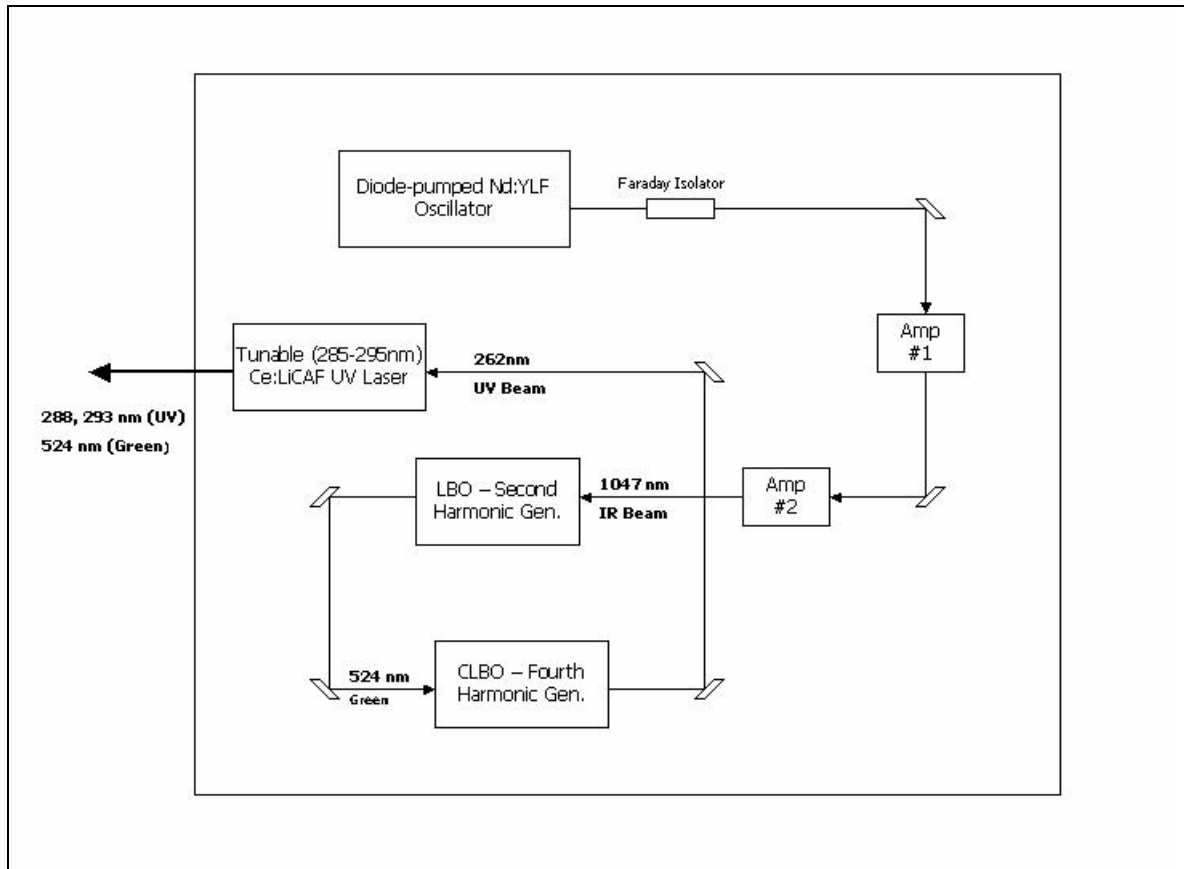 Diode-pumped Nd:YLF
Oscillator
Faraday Isolator
Amp
#1
Tunable (285-295nm)
Ce:LiCAF UV Laser
262nm
UV Beam
288, 293 nm (UV)
524 nm (Green)
LBO – Second
Harmonic Gen.
1047 nm
IR Beam
Amp
#2
524 nm
Green
CLBO – Fourth
Harmonic Gen.